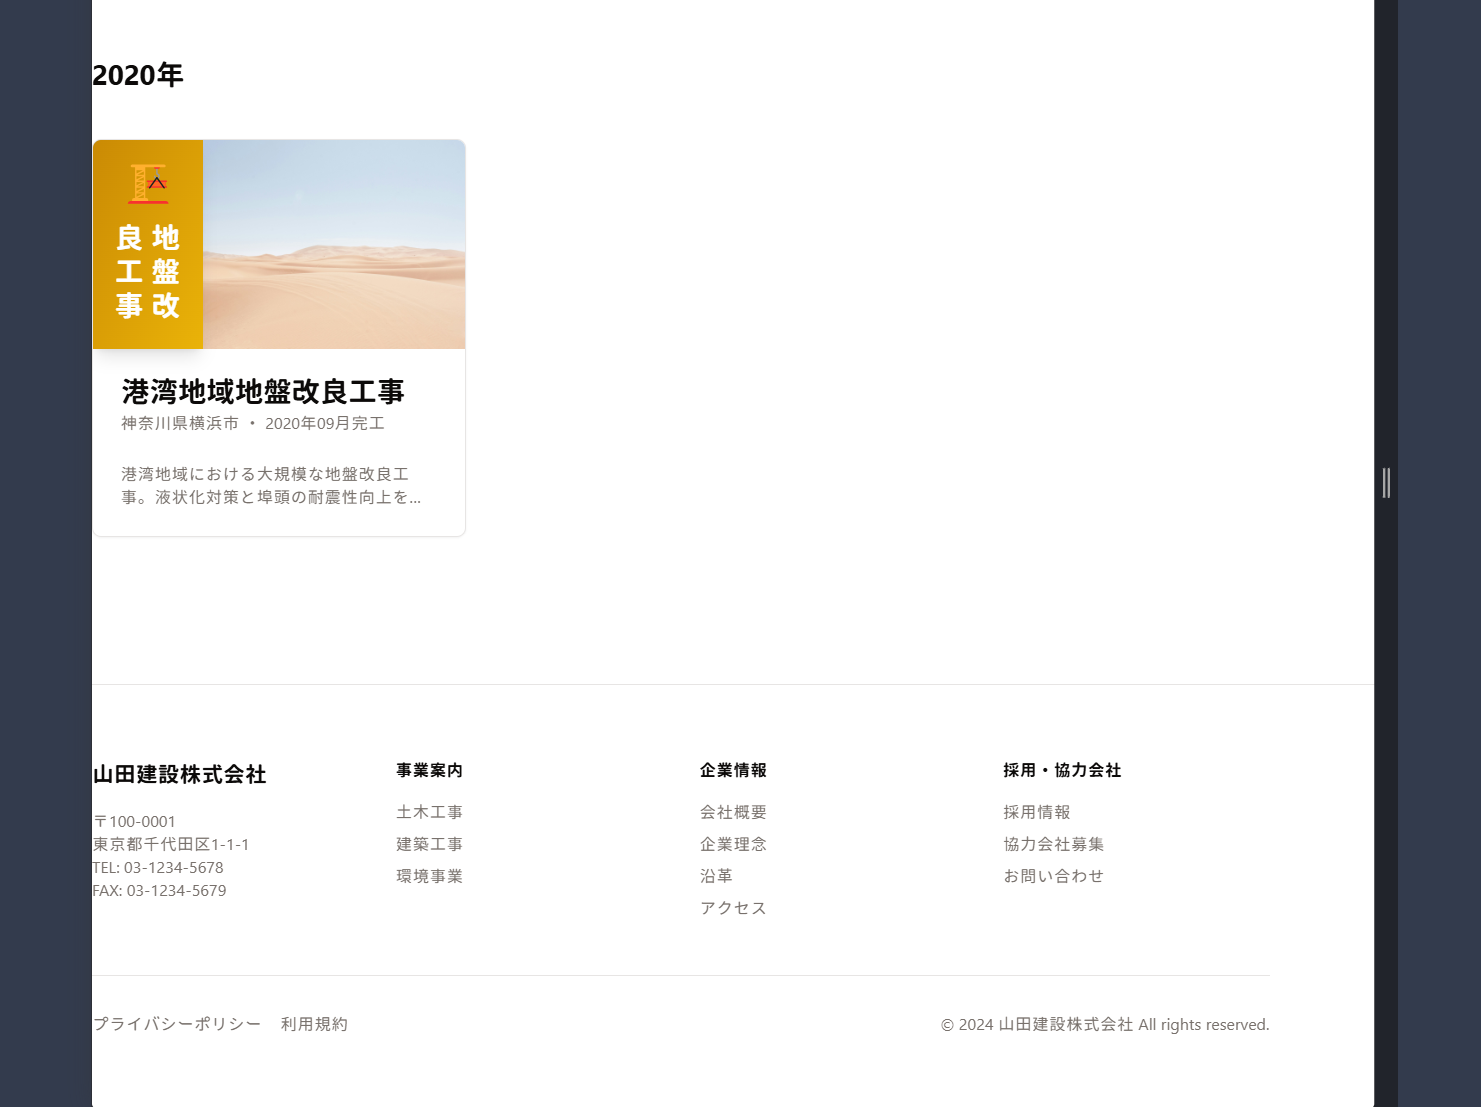 2020年
地盤改
良工事
港湾地域地盤改良工事
神奈川県横浜市 ・ 2020年09月完工
港湾地域における大規模な地盤改良工
事。液状化対策と埠頭の耐震性向上を...
山田建設株式会社
〒100-0001
東京都千代田区1-1-1
TEL: 03-1234-5678
FAX: 03-1234-5679
事業案内
土木工事
建築工事
環境事業
企業情報
会社概要
企業理念
沿革
アクセス
採用・協力会社
採用情報
協力会社募集
お問い合わせ
プライバシーポリシー 利用規約
© 2024 山田建設株式会社 All rights reserved.